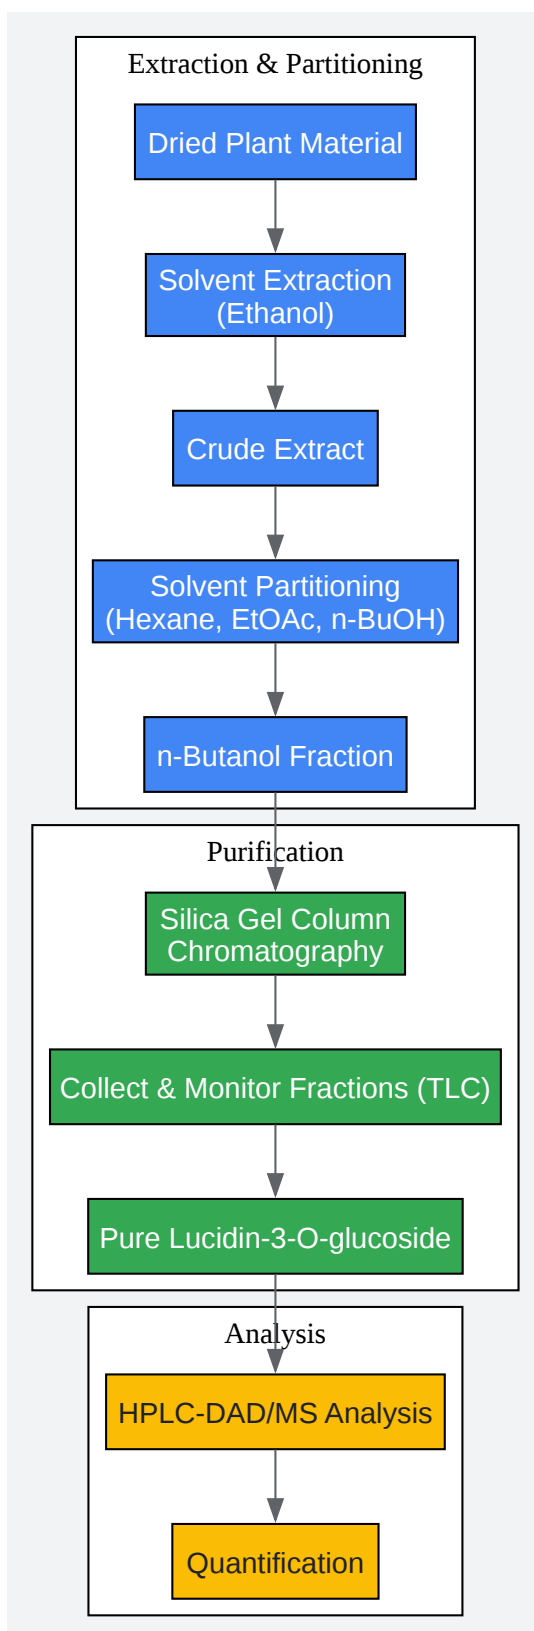 Extraction & Partitioning
Dried Plant Material
Solvent Extraction
(Ethanol)
Crude Extract
Solvent Partitioning
(Hexane, EtOAc, n-BuOH)
n-Butanol Fraction
Purification
Silica Gel Column
Chromatography
Collect & Monitor Fractions (TLC)
Pure Lucidin-3-O-glucoside
Analysis
HPLC-DAD/MS Analysis
Quantification